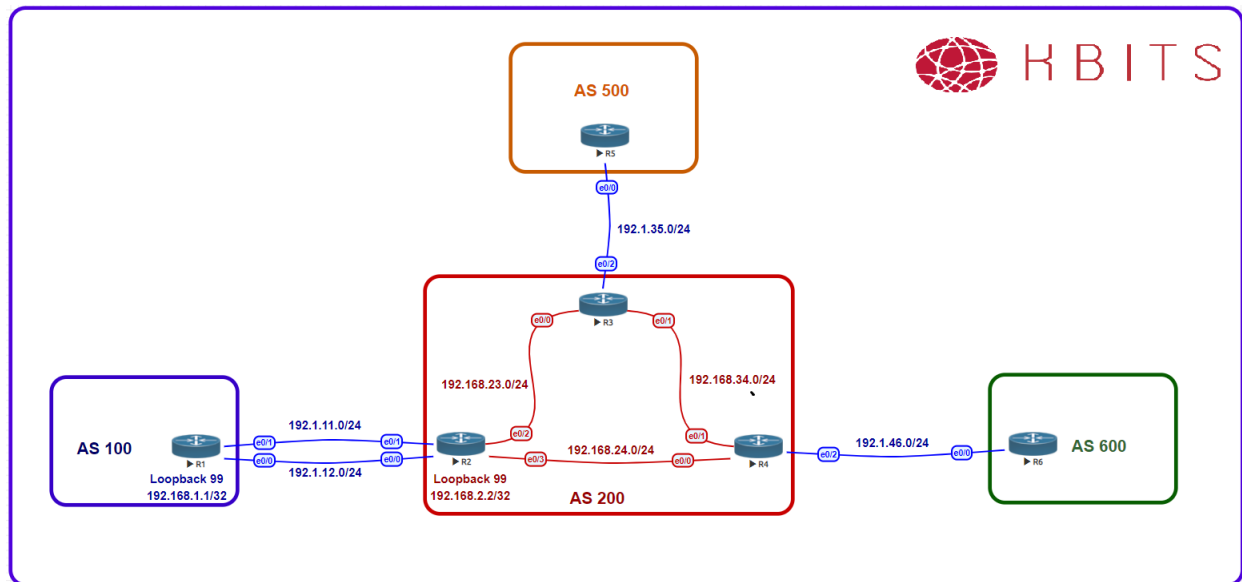 KBITS
AS 500
R5
e0/0
192.1.35.0/24
e0/2
R3
e0/0
e0/1
192.168.23.0/24
192.168.34.0/24
AS 100
R1
Loopback 99
192.168.1.1/32
e0/1
192.1.11.0/24
e0/1
e0/0
192.1.12.0/24
e0/0
R2
Loopback 99
192.168.2.2/32
e0/2
e0/3
192.168.24.0/24
AS 200
e0/1
e0/0
R4
e0/2
192.1.46.0/24
e0/0
R6
AS 600